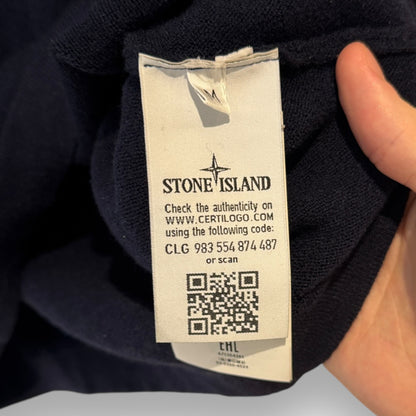 M
STONE ISLAND
Check the authenticity on
WWW.CERTILOGO.COM
using the following code:
CLG 983 554 874 487
or scan
EAC